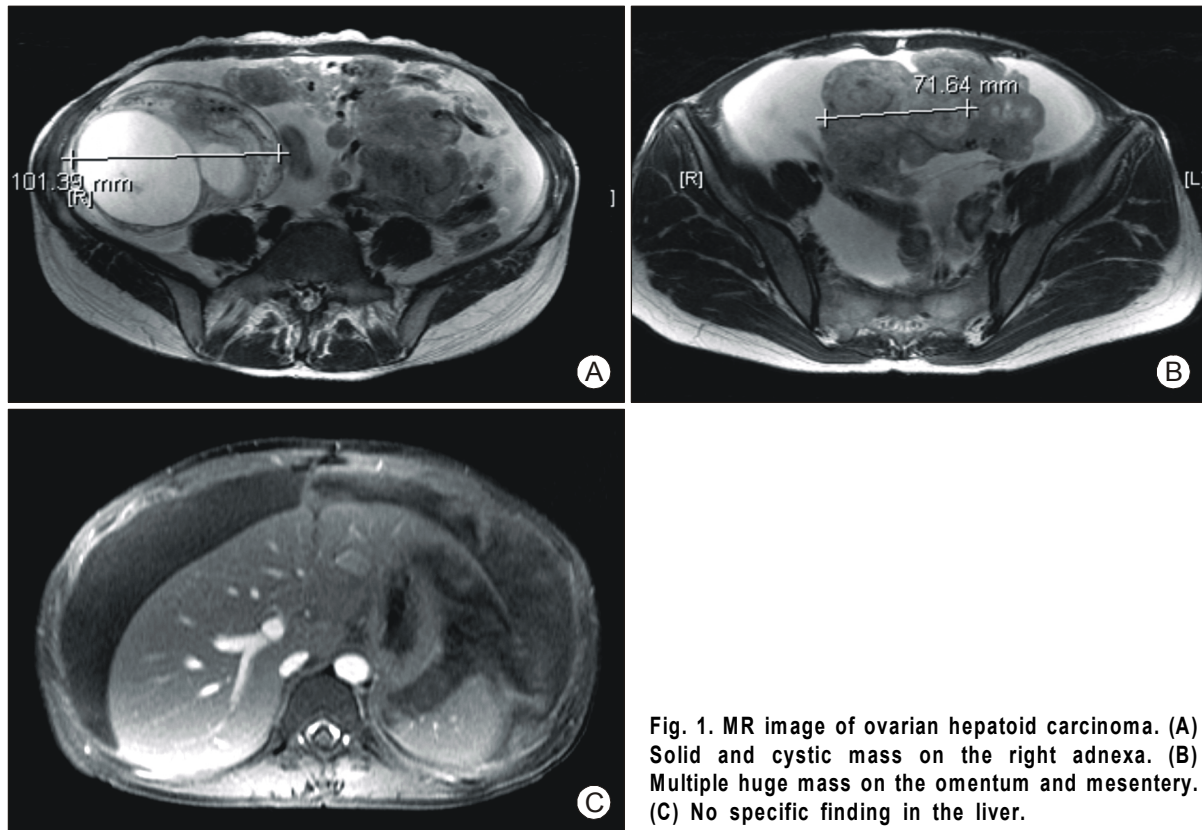 101.39 mm
[R]
]
A
71.64 mm
[R]
[L
B
C
Fig. 1. MR image of ovarian hepatoid carcinoma. (A)
Solid and cystic mass on the right adnexa. (B)
Multiple huge mass on the omentum and mesentery.
(C) No specific finding in the liver.